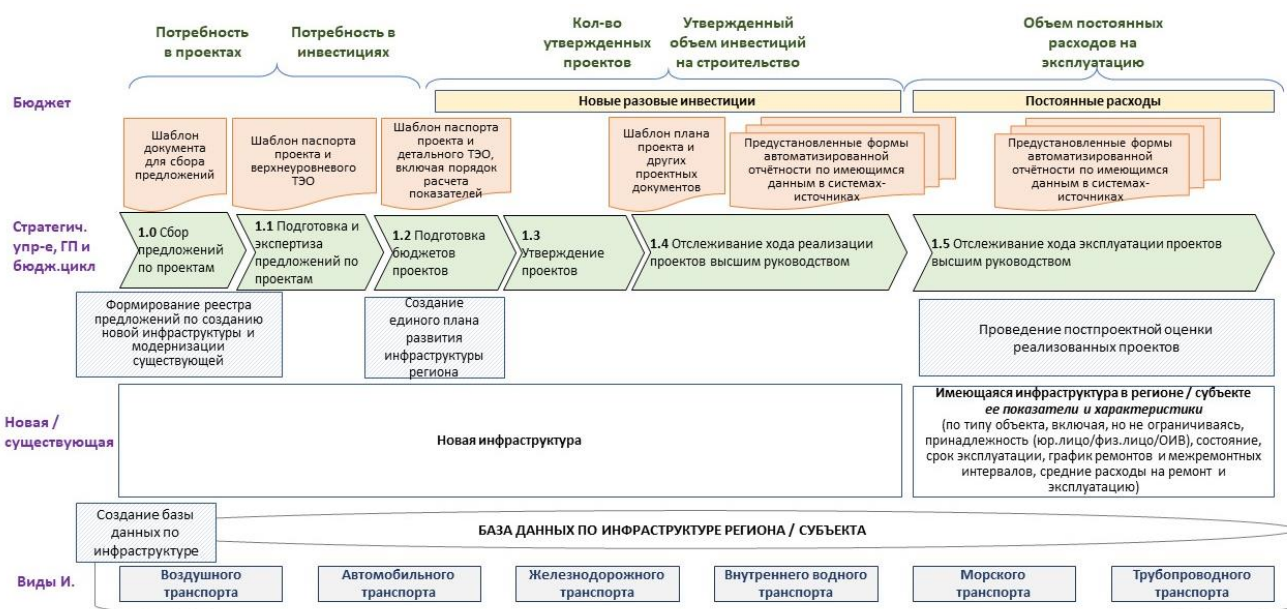 Потребность
в проектах
Потребность в
инвестициях
Кол-во
утвержденных
проектов
Утвержденный
объем инвестиций
на строительство
Объем постоянных
расходов на
эксплуатацию
Бюджет
Новые разовые инвестиции
Постоянные расходы
Шаблон
документа
для сбора
предложений
Шаблон паспорта
проекта и
верхнеуровневого
ТЭО
Шаблон паспорта
проекта и
детального ТЭО,
включая порядок
расчета
показателей
Шаблон плана
проекта и
других
проектных
документов
Предустановленные формы
автоматизированной
отчётности по имеющимся
данным в системах-
источниках
Предустановленные формы
автоматизированной
отчётности по имеющимся
данным в системах-
источниках
Стратегич.
упр-е, ГП и
бюдж.цикл
1.0 Сбор
предложений
по проектам
1.1 Подготовка и
экспертиза
предложений по
проектам
1.2 Подготовка
бюджетов
проектов
1.3
Утверждение
проектов
1.4 Отслеживание хода реализации
проектов высшим руководством
1.5 Отслеживание хода эксплуатации проектов
высшим руководством
Формирование реестра
предложений по созданию
новой инфраструктуры и
модернизации
существующей
Создание
единого плана
развития
инфраструктуры
региона
Проведение постпроектной оценки
реализованных проектов
Новая /
существующая
Новая инфраструктура
Имеющаяся инфраструктура в регионе / субъекте
ее показатели и характеристики
(по типу объекта, включая, но не ограничиваясь,
принадлежность (юр.лицо/физ.лицо/ОИВ), состояние,
срок эксплуатации, график ремонтов и межремонтных
интервалов, средние расходы на ремонт и
эксплуатацию)
Создание базы
данных по
инфраструктуре
БАЗА ДАННЫХ ПО ИНФРАСТРУКТУРЕ РЕГИОНА / СУБЪЕКТА
Виды И.
Воздушного
транспорта
Автомобильного
транспорта
Железнодорожного
транспорта
Внутреннего водного
транспорта
Морского
транспорта
Трубопроводного
транспорта